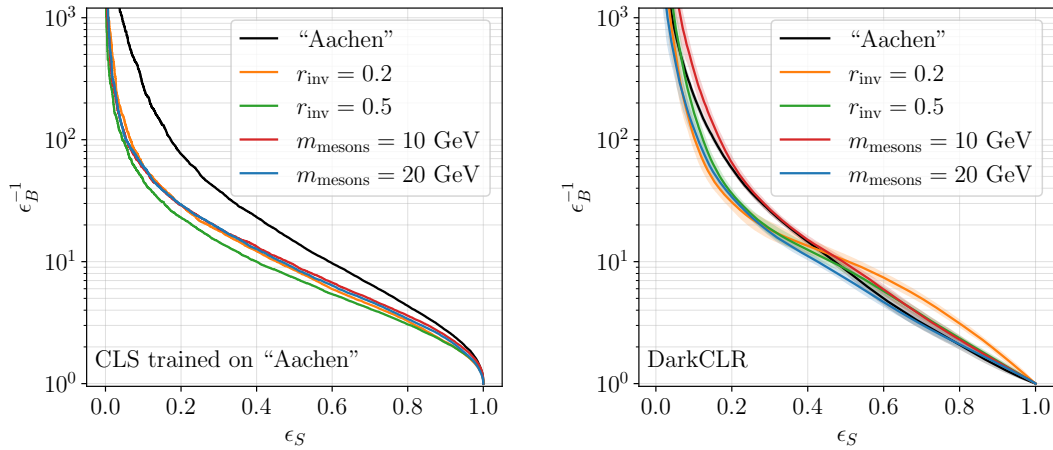 10³
10²
10¹
10⁰
ϵ_B⁻¹
“Aachen”
r_inv = 0.2
r_inv = 0.5
m_mesons = 10 GeV
m_mesons = 20 GeV
CLS trained on “Aachen”
0.0 0.2 0.4 0.6 0.8 1.0
ϵ_S
10³
10²
10¹
10⁰
ϵ_B⁻¹
“Aachen”
r_inv = 0.2
r_inv = 0.5
m_mesons = 10 GeV
m_mesons = 20 GeV
DarkCLR
0.0 0.2 0.4 0.6 0.8 1.0
ϵ_S